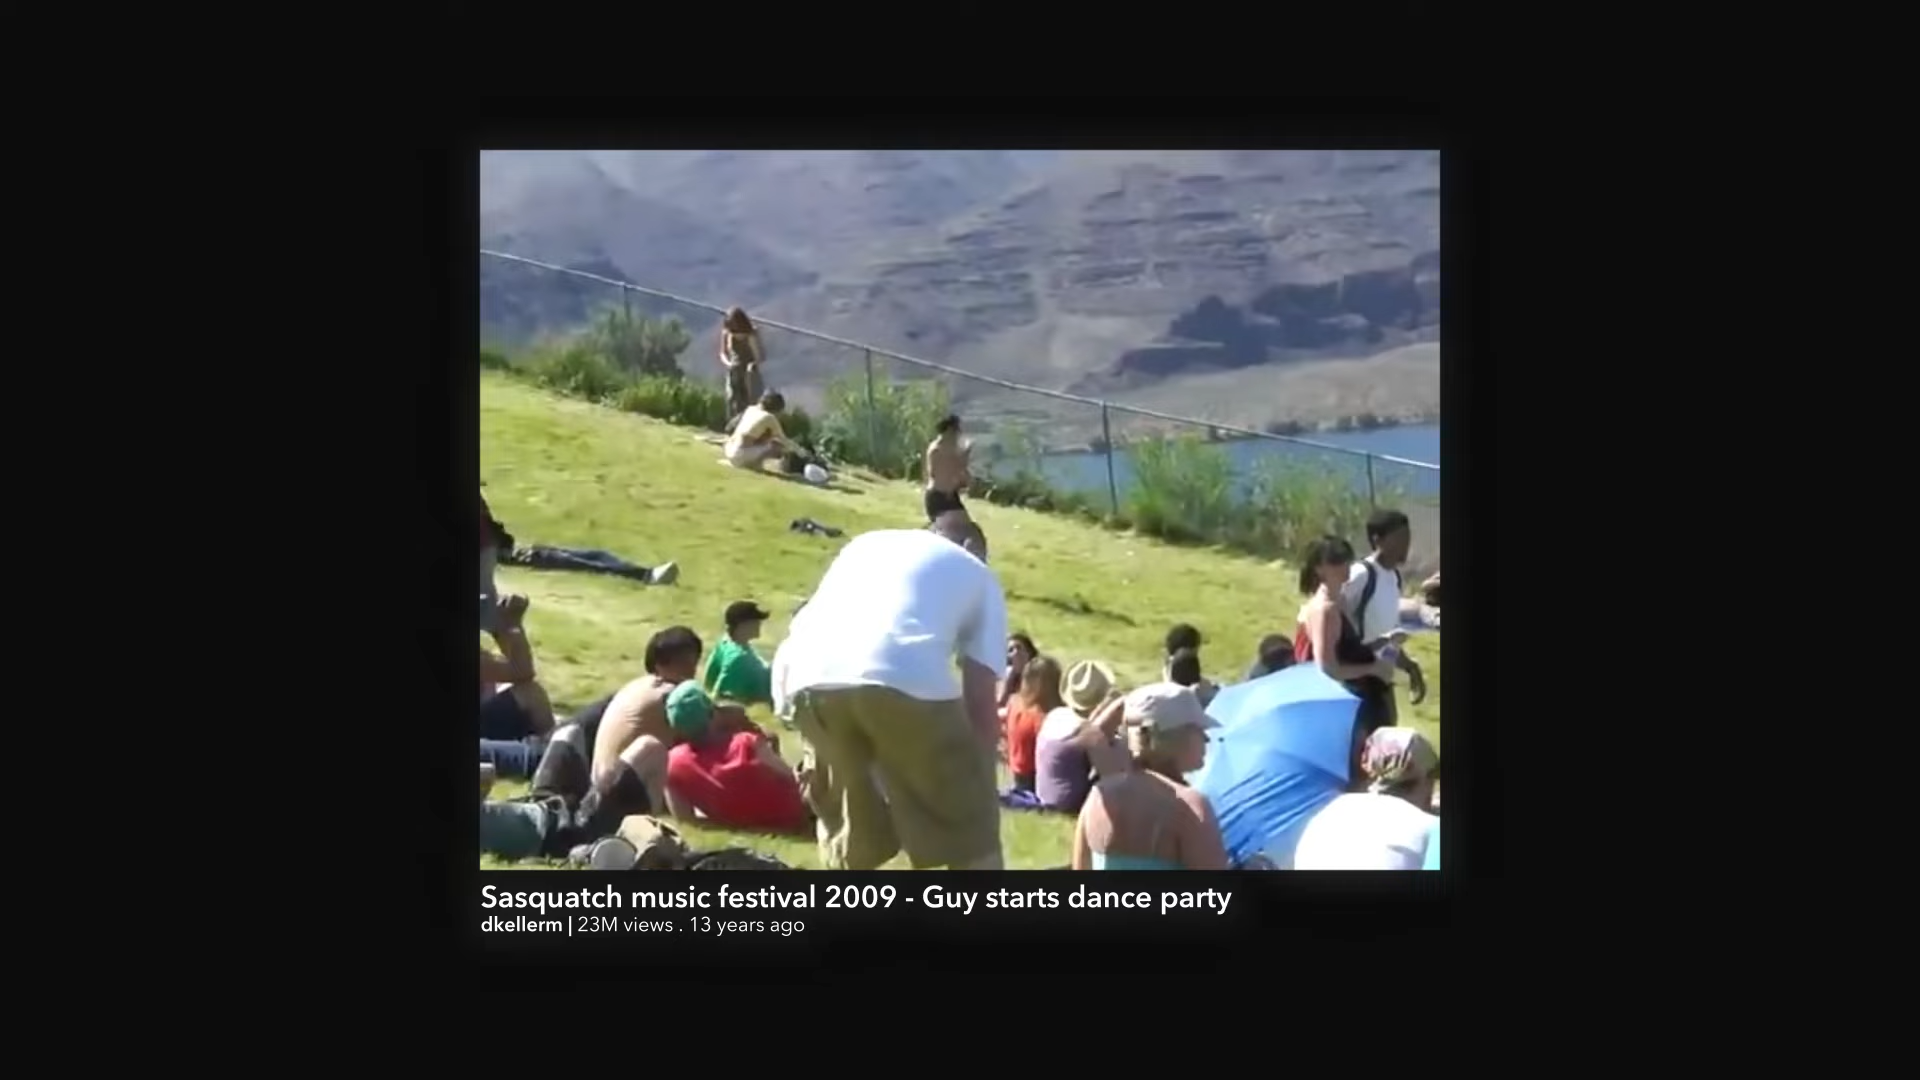 Sasquatch music festival 2009 - Guy starts dance party
dkellerm | 23M views . 13 years ago